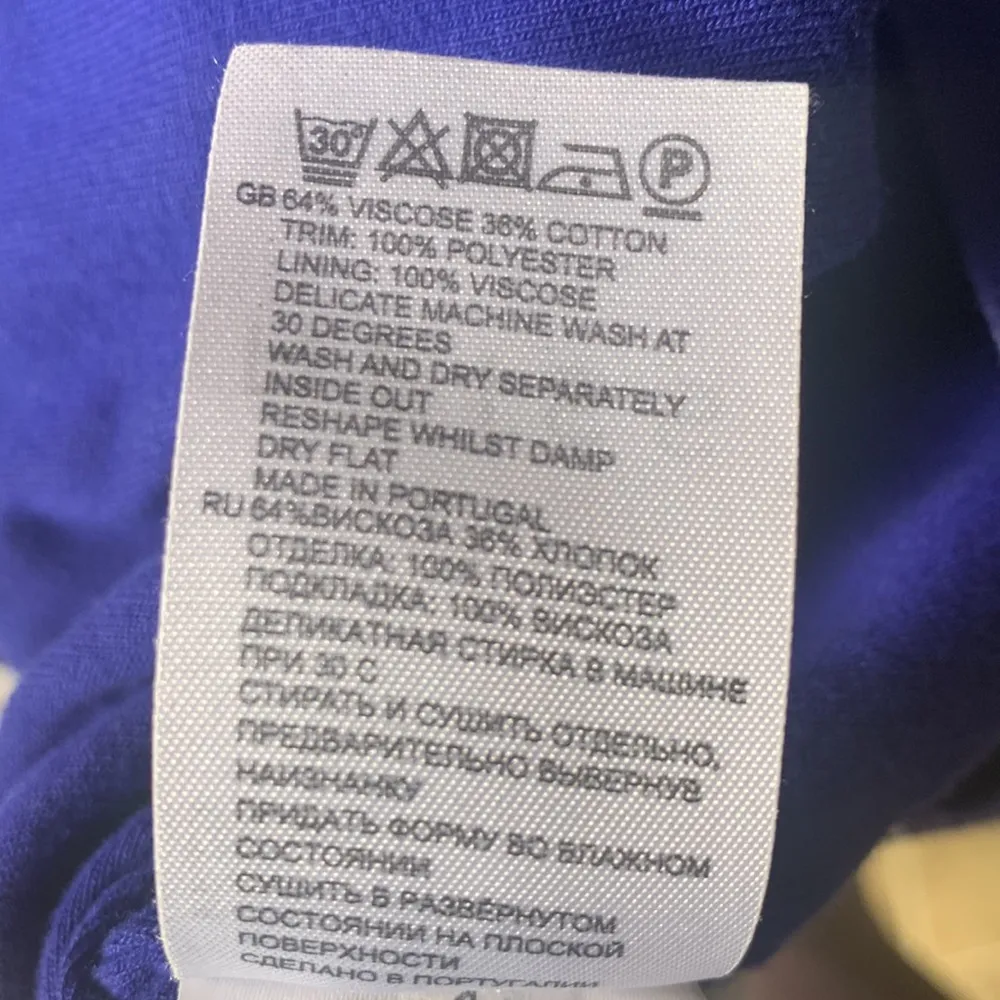 30°
P
GB 64% VISCOSE 36% COTTON
TRIM: 100% POLYESTER
LINING: 100% VISCOSE
DELICATE MACHINE WASH AT
30 DEGREES
WASH AND DRY SEPARATELY
INSIDE OUT
RESHAPE WHILST DAMP
DRY FLAT
MADE IN PORTUGAL
RU 64%ВИСКОЗА 36% ХЛОПОК
ОТДЕЛКА: 100% ПОЛИЭСТЕР
ПОДКЛАДКА: 100% ВИСКОЗА
ДЕЛИКАТНАЯ СТИРКА В МАШИНЕ
ПРИ 30 С
СТИРАТЬ И СУШИТЬ ОТДЕЛЬНО,
ПРЕДВАРИТЕЛЬНО ВЫВЕРНУВ
НАИЗНАНКУ
ПРИДАТЬ ФОРМУ ВО ВЛАЖНОМ
СОСТОЯНИИ
СУШИТЬ В РАЗВЁРНУТОМ
СОСТОЯНИИ НА ПЛОСКОЙ
ПОВЕРХНОСТИ
СДЕЛАНО В ПОРТУГАЛИИ